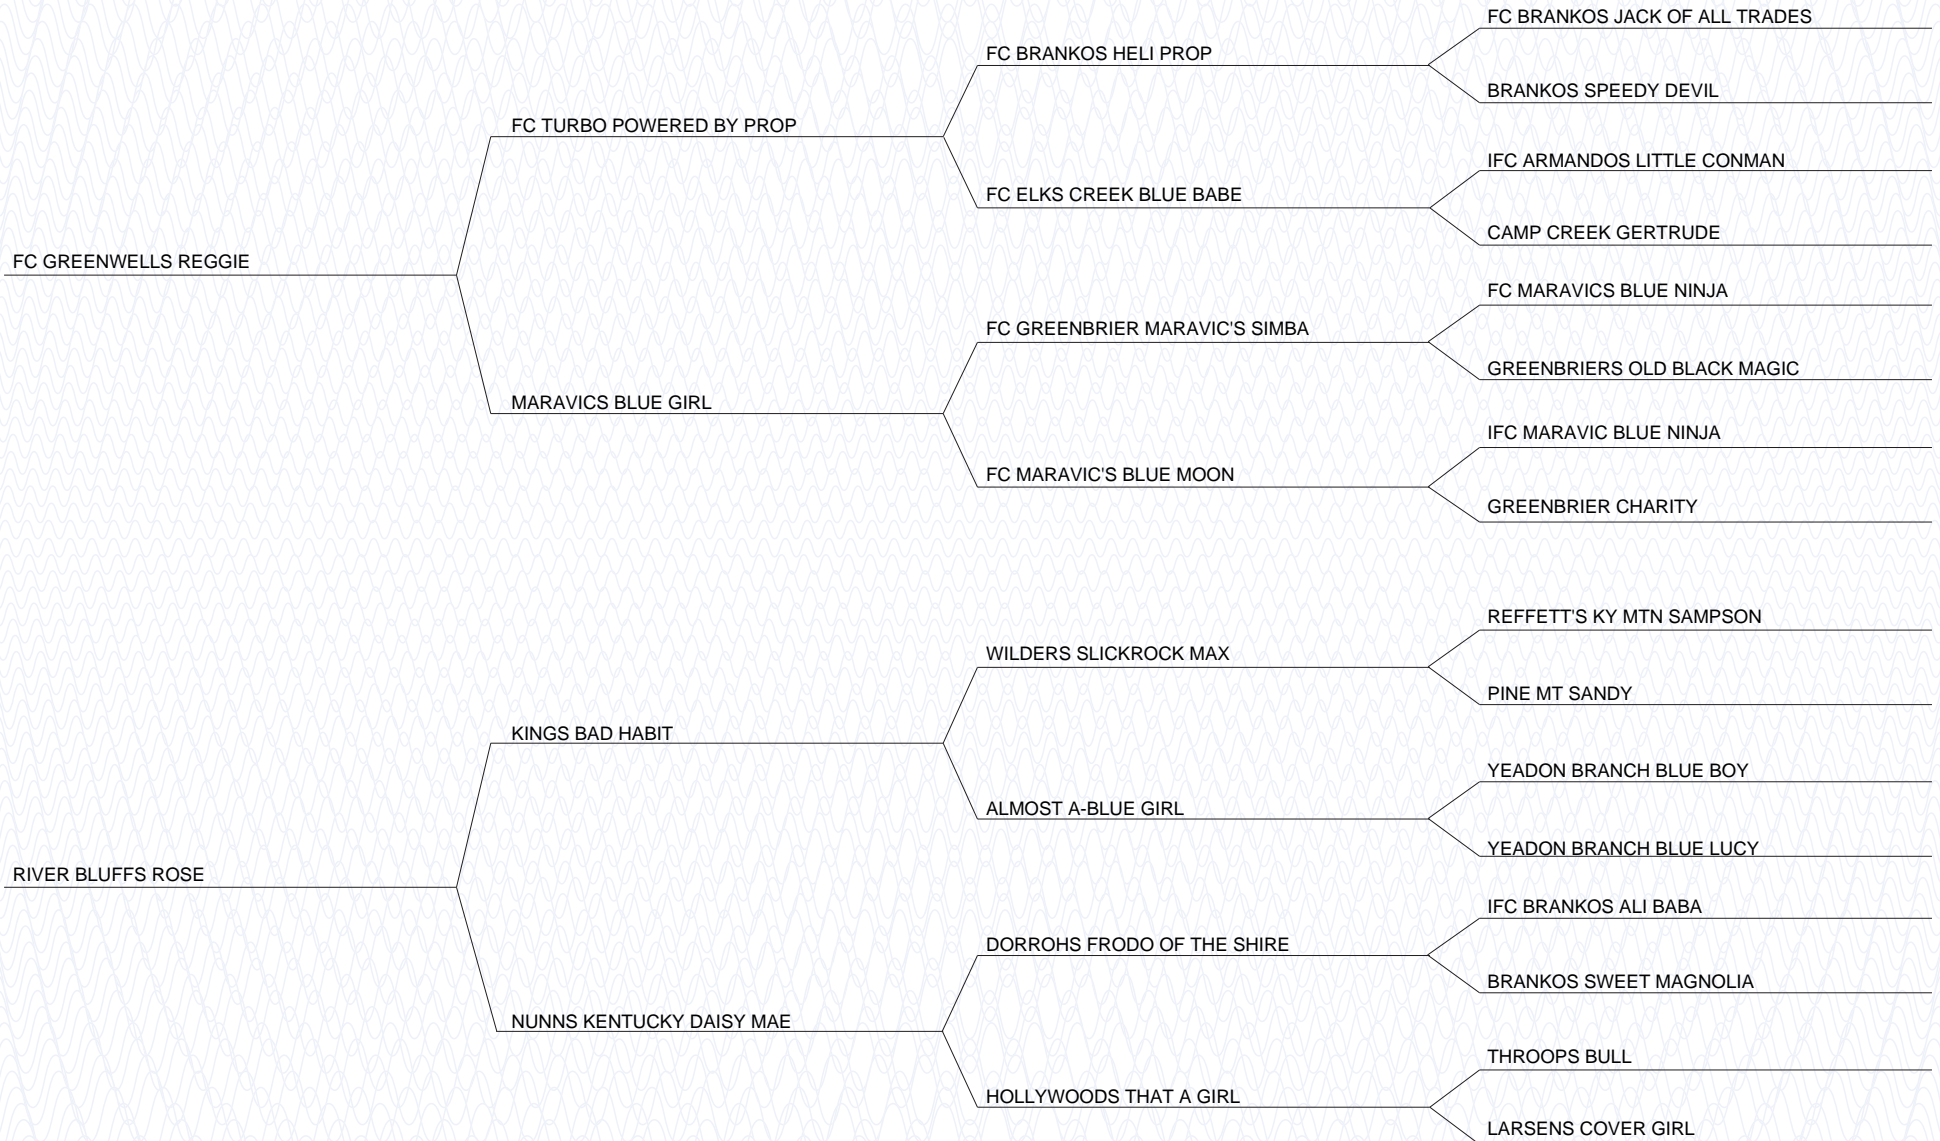 FC BRANKOS JACK OF ALL TRADES
FC BRANKOS HELI PROP
BRANKOS SPEEDY DEVIL
FC TURBO POWERED BY PROP
IFC ARMANDOS LITTLE CONMAN
FC ELKS CREEK BLUE BABE
CAMP CREEK GERTRUDE
FC GREENWELLS REGGIE
FC MARAVICS BLUE NINJA
FC GREENBRIER MARAVIC'S SIMBA
GREENBRIERS OLD BLACK MAGIC
MARAVICS BLUE GIRL
IFC MARAVIC BLUE NINJA
FC MARAVIC'S BLUE MOON
GREENBRIER CHARITY
REFFETT'S KY MTN SAMPSON
WILDERS SLICKROCK MAX
PINE MT SANDY
KINGS BAD HABIT
YEADON BRANCH BLUE BOY
ALMOST A-BLUE GIRL
YEADON BRANCH BLUE LUCY
RIVER BLUFFS ROSE
IFC BRANKOS ALI BABA
DORROHS FRODO OF THE SHIRE
BRANKOS SWEET MAGNOLIA
NUNNS KENTUCKY DAISY MAE
THROOPS BULL
HOLLYWOODS THAT A GIRL
LARSENS COVER GIRL